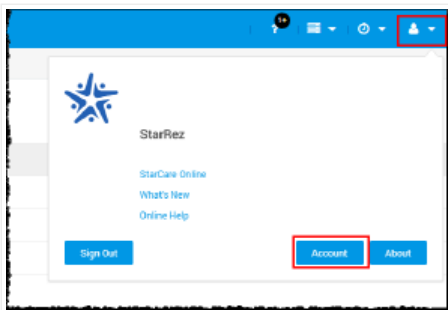 1+
?
StarRez
StarCare Online
What's New
Online Help
Sign Out
Account
About